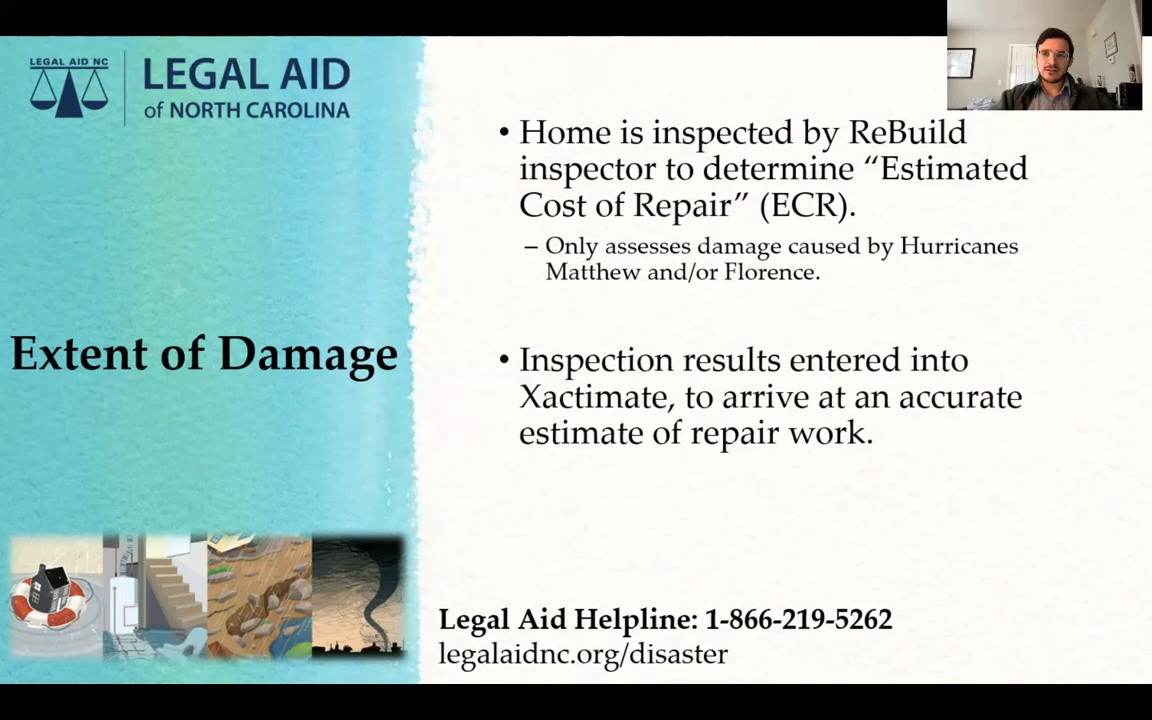 LEGAL AID NC
LEGAL AID
of NORTH CAROLINA
• Home is inspected by ReBuild
inspector to determine “Estimated
Cost of Repair” (ECR).
– Only assesses damage caused by Hurricanes
Matthew and/or Florence.
Extent of Damage
• Inspection results entered into
Xactimate, to arrive at an accurate
estimate of repair work.
Legal Aid Helpline: 1-866-219-5262
legalaidnc.org/disaster